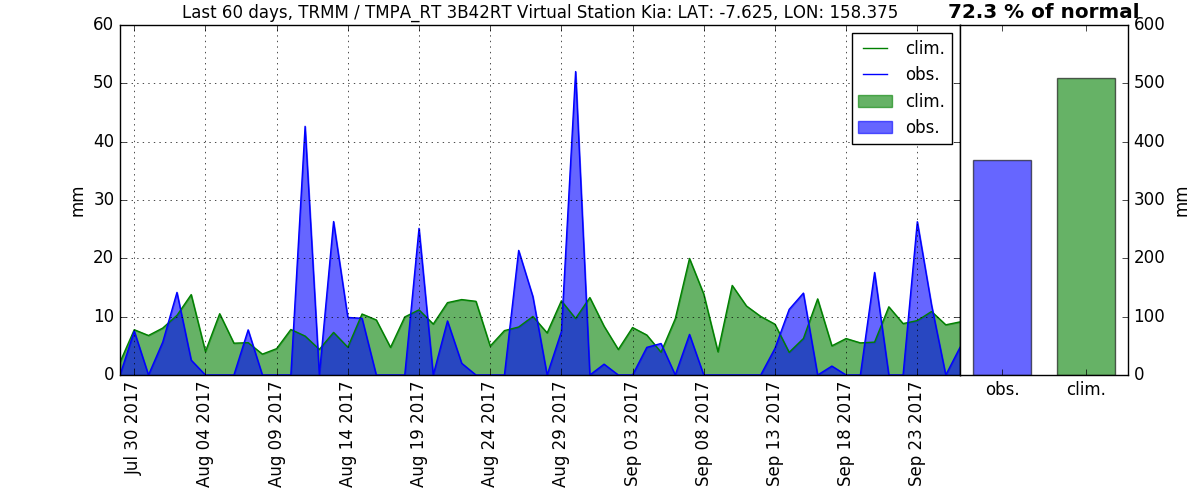 Last 60 days, TRMM / TMPA_RT 3B42RT Virtual Station Kia: LAT: -7.625, LON: 158.375
72.3 % of normal
60
50
40
30
20
10
0
mm
clim.
obs.
clim.
obs.
600
500
400
300
200
100
0
mm
Jul 30 2017
Aug 04 2017
Aug 09 2017
Aug 14 2017
Aug 19 2017
Aug 24 2017
Aug 29 2017
Sep 03 2017
Sep 08 2017
Sep 13 2017
Sep 18 2017
Sep 23 2017
obs.
clim.